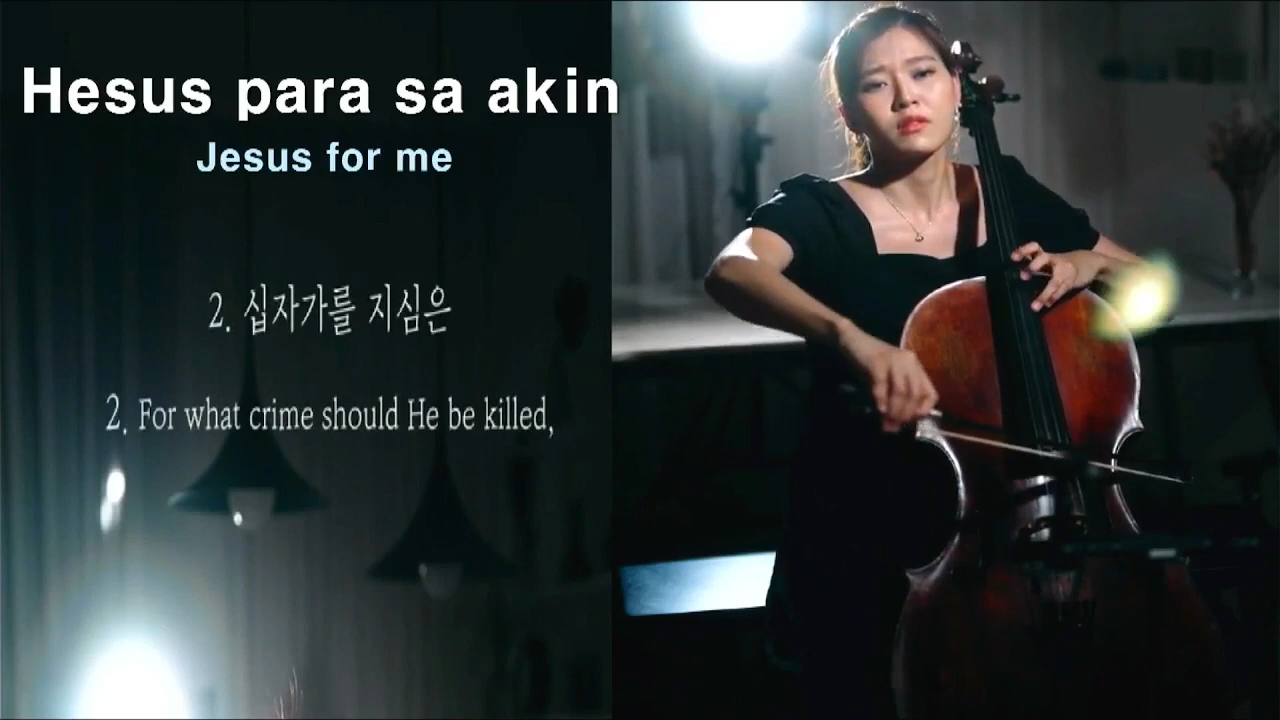 Hesus para sa akin
Jesus for me
2. 십자가를 지심은
2. For what crime should He be killed,